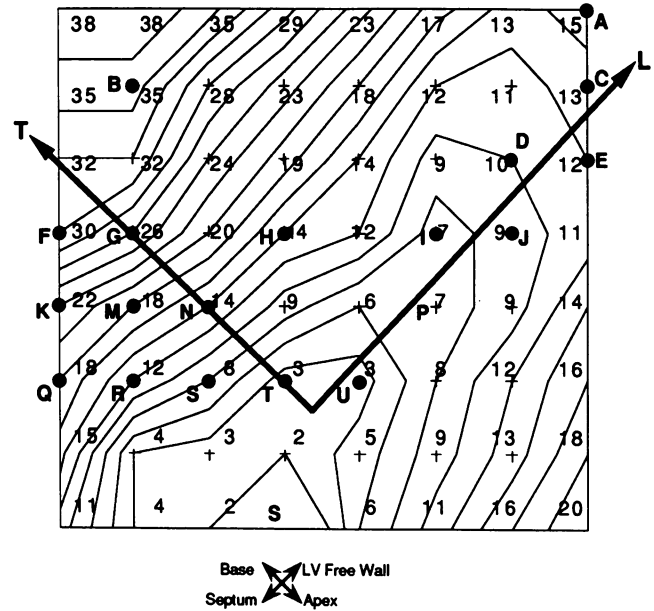 38 38 35 29 23 17 13 15 A
B 35 35 28 23 18 12 11 13 C L
T 32 32 24 19 14 9 10 D 12 E
F 30 G 26 20 H 14 12 I 7 9 J 11
K 22 M 18 N 14 9 6 P 7 9 14
Q 18 R 12 S 8 T 3 U 3 8 12 16
15 4 3 2 5 9 13 18
11 4 2 S 6 11 16 20
Base LV Free Wall
Septum Apex